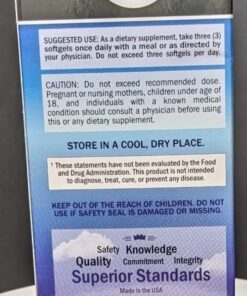 SUGGESTED USE: As a dietary supplement, take three (3)
softgels once daily with a meal or as directed by
your physician. Do not exceed three softgels per day.
CAUTION: Do not exceed recommended dose.
Pregnant or nursing mothers, children under age of
18, and individuals with a known medical
condition should consult a physician before using
this or any dietary supplement.
STORE IN A COOL, DRY PLACE.
† These statements have not been evaluated by the Food
and Drug Administration. This product is not intended
to diagnose, treat, cure, or prevent any disease.
KEEP OUT OF THE REACH OF CHILDREN. DO NOT
USE IF SAFETY SEAL IS DAMAGED OR MISSING.
Safety Knowledge
Quality Commitment Integrity
Superior Standards
Made in the USA